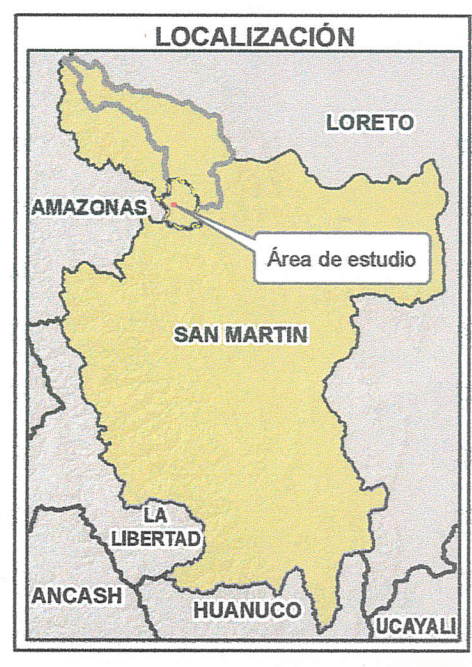 LOCALIZACIÓN
LORETO
AMAZONAS
Área de estudio
SAN MARTIN
LA
LIBERTAD
ANCASH
HUANUCO
UCAYALI